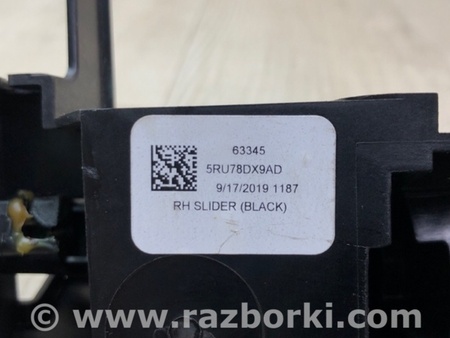 63345
5RU78DX9AD
9/17/2019 1187
RH SLIDER (BLACK)
© www.razborki.com